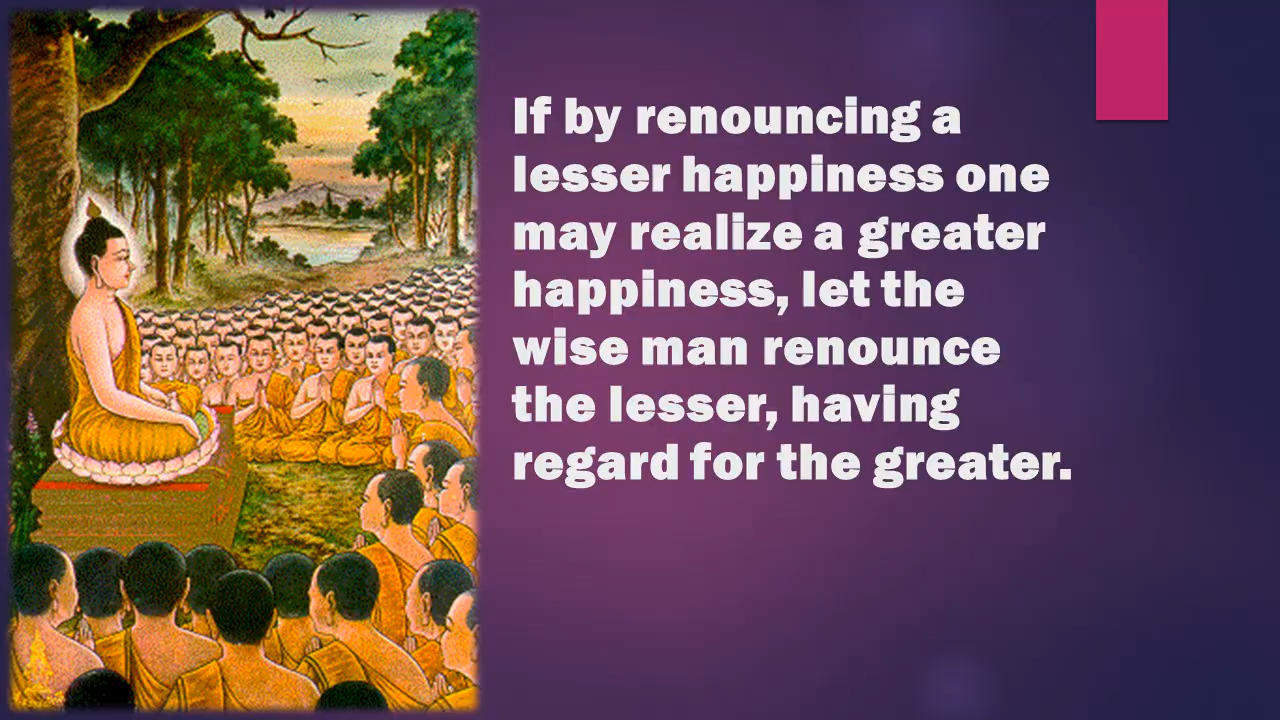 If by renouncing a
lesser happiness one
may realize a greater
happiness, let the
wise man renounce
the lesser, having
regard for the greater.